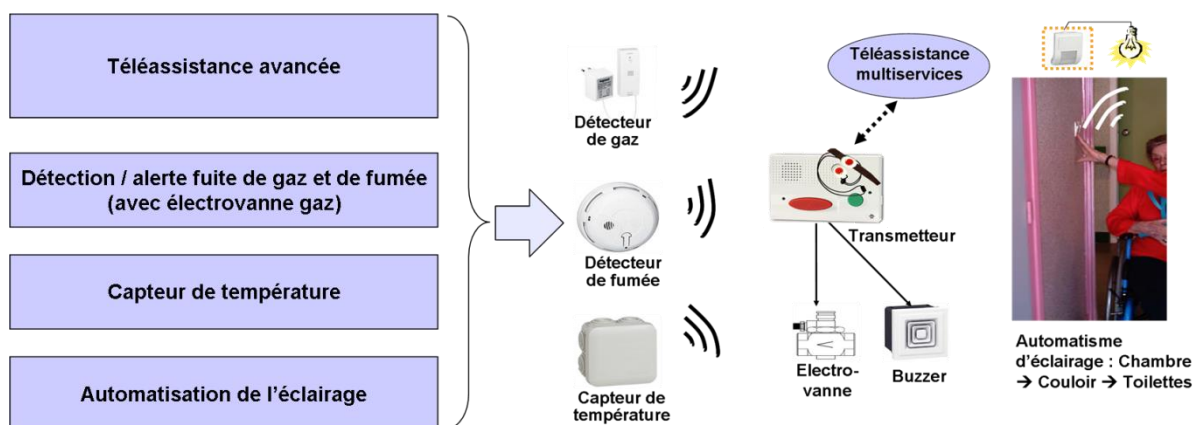 Téléassistance avancée
Détection / alerte fuite de gaz et de fumée
(avec électrovanne gaz)
Capteur de température
Automatisation de l'éclairage
Détecteur
de gaz
Détecteur
de fumée
Capteur de
température
Téléassistance
multiservices
Transmetteur
Electro-
vanne
Buzzer
Automatisme
d'éclairage : Chambre
→ Couloir → Toilettes